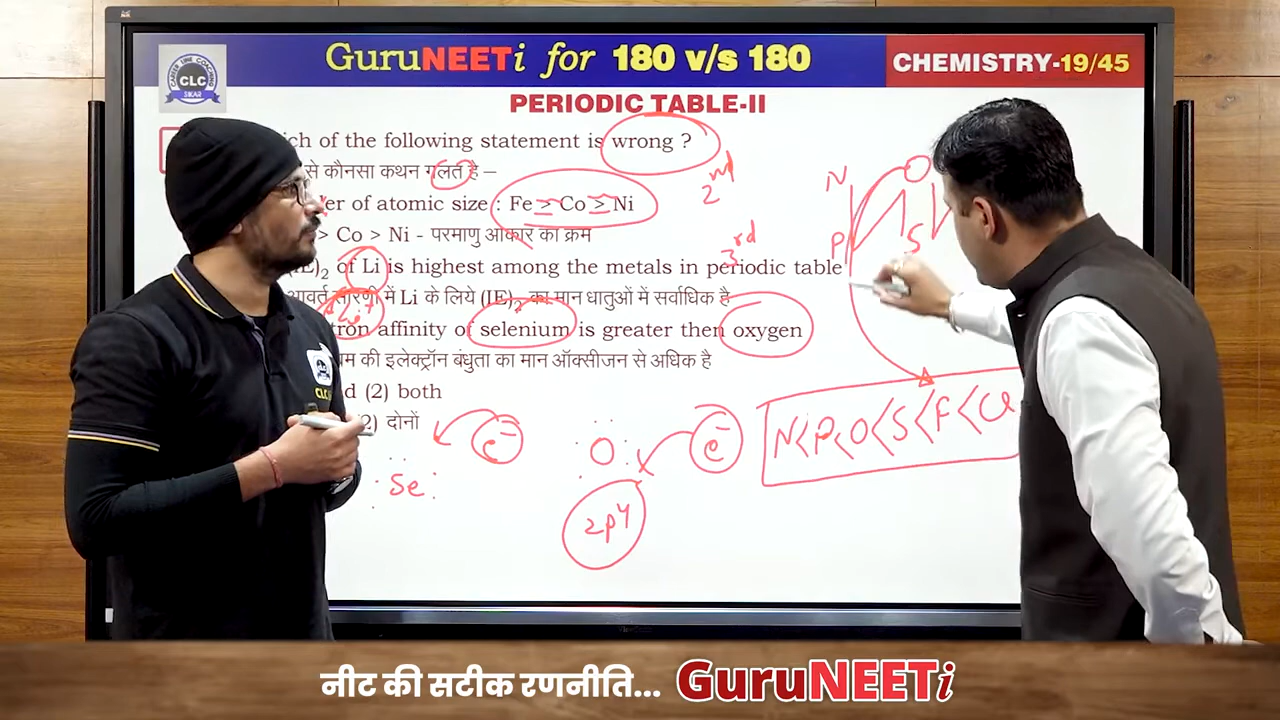 GuruNEETi for 180 v/s 180
CHEMISTRY-19/45
CLC
SIKAR
PERIODIC TABLE-II
ch of the following statement is wrong ?
से कौनसा कथन गलत है –
er of atomic size : Fe > Co > Ni
> Co > Ni - परमाणु आकार का क्रम
(IE)2 of Li is highest among the metals in periodic table
आवर्त सारणी में Li के लिये (IE)2 का मान धातुओं में सर्वाधिक है
tron affinity of selenium is greater then oxygen
की इलेक्ट्रॉन बंधुता का मान ऑक्सीजन से अधिक है
d (2) both
(2) दोनों
2nd
3rd
N O
P S
Li+
e-
Se
O
e-
2p4
N<P<O<S<F<Cl
CLC
नीट की सटीक रणनीति... GuruNEETi